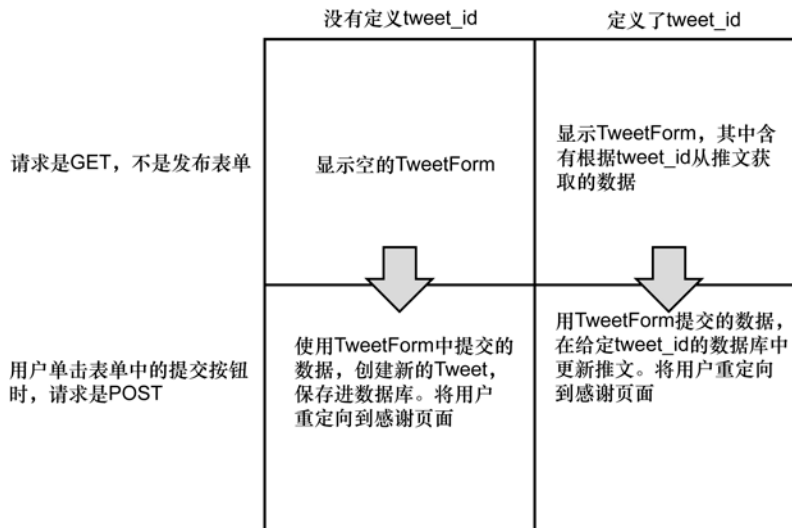 没有定义tweet_id
定义了tweet_id
请求是GET，不是发布表单
显示空的TweetForm
显示TweetForm，其中含
有根据tweet_id从推文获
取的数据
用户单击表单中的提交按钮
时，请求是POST
使用TweetForm中提交的
数据，创建新的Tweet，
保存进数据库。将用户
重定向到感谢页面
用TweetForm提交的数据，
在给定tweet_id的数据库中
更新推文。将用户重定向
到感谢页面